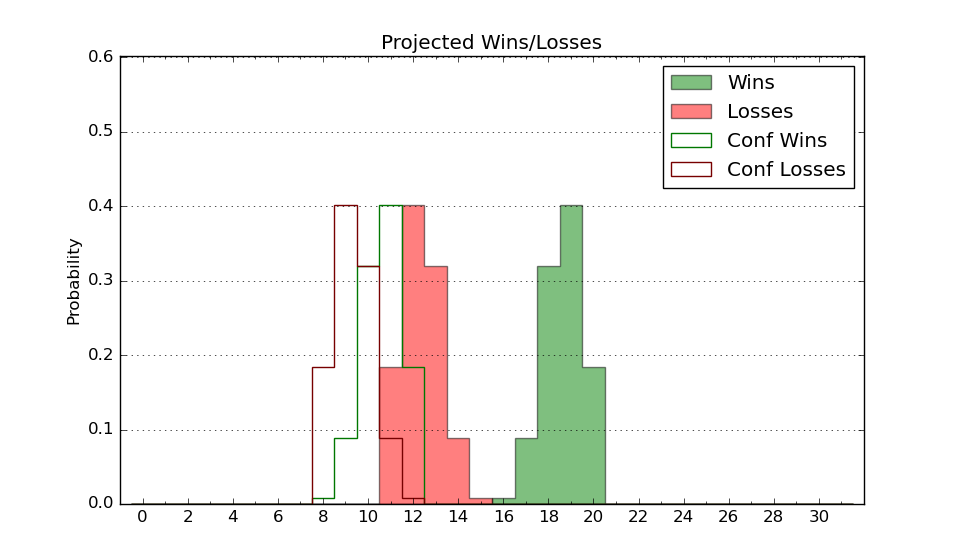 Projected Wins/Losses
Wins
Losses
Conf Wins
Conf Losses
Probability
0.6
0.5
0.4
0.3
0.2
0.1
0.0
0 2 4 6 8 10 12 14 16 18 20 22 24 26 28 30